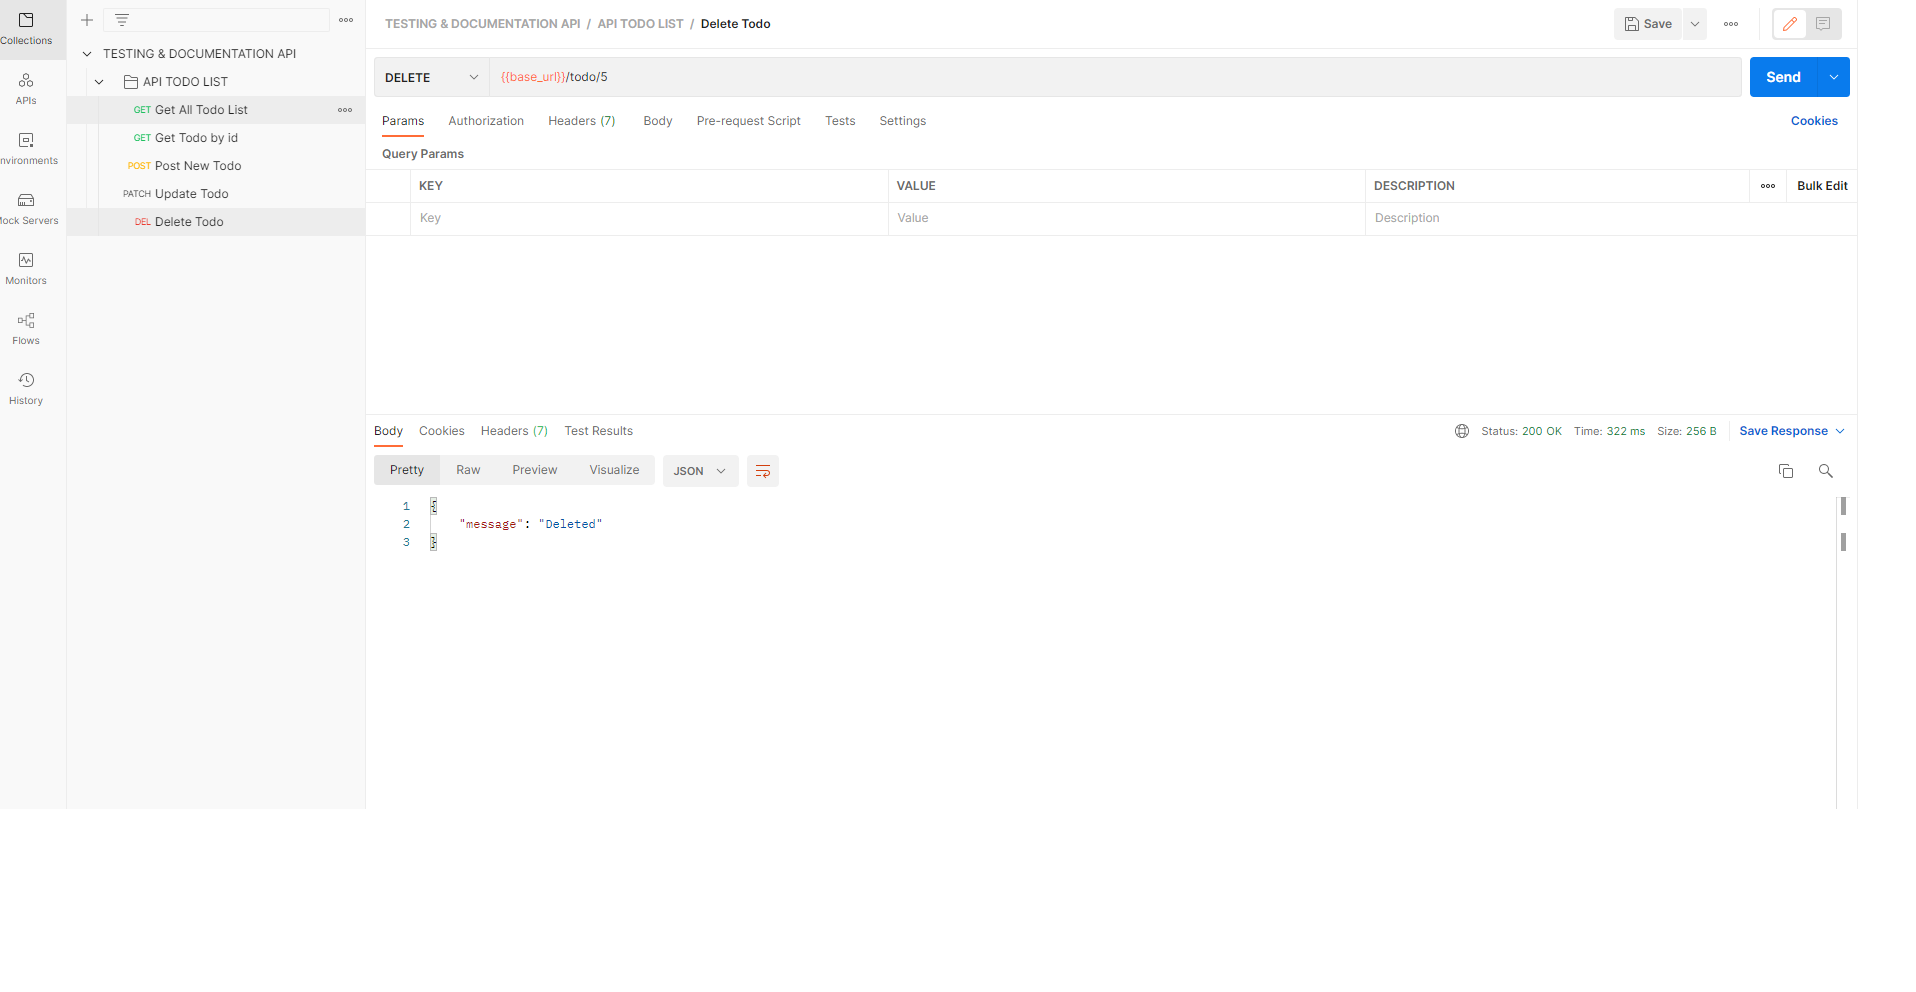 Collections
APIs
nvironments
Mock Servers
Monitors
Flows
History
TESTING & DOCUMENTATION API
API TODO LIST
GET Get All Todo List
GET Get Todo by id
POST Post New Todo
PATCH Update Todo
DEL Delete Todo
TESTING & DOCUMENTATION API / API TODO LIST / Delete Todo
Save
DELETE {{base_url}}/todo/5
Send
Params Authorization Headers (7) Body Pre-request Script Tests Settings Cookies
Query Params
KEY VALUE DESCRIPTION Bulk Edit
Key Value Description
Body Cookies Headers (7) Test Results Status: 200 OK Time: 322 ms Size: 256 B Save Response
Pretty Raw Preview Visualize JSON
1 {
2 "message": "Deleted"
3 }